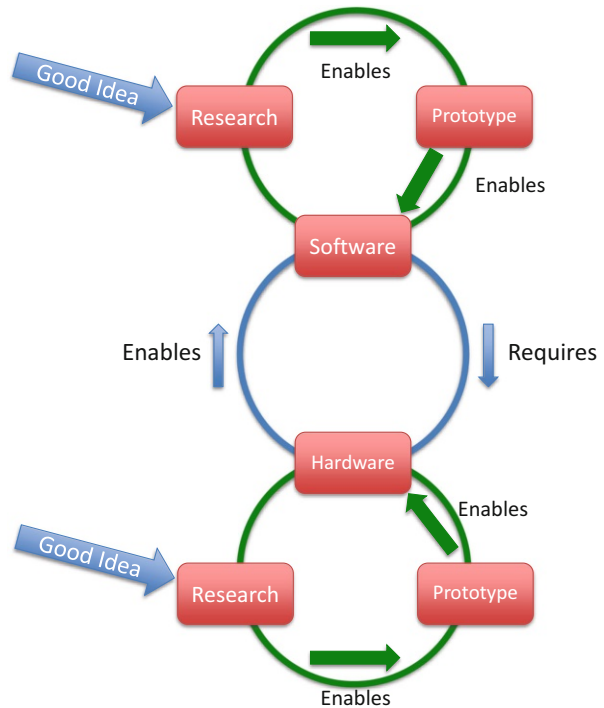 Good Idea
Enables
Research
Prototype
Enables
Software
Enables
Requires
Hardware
Enables
Good Idea
Research
Prototype
Enables